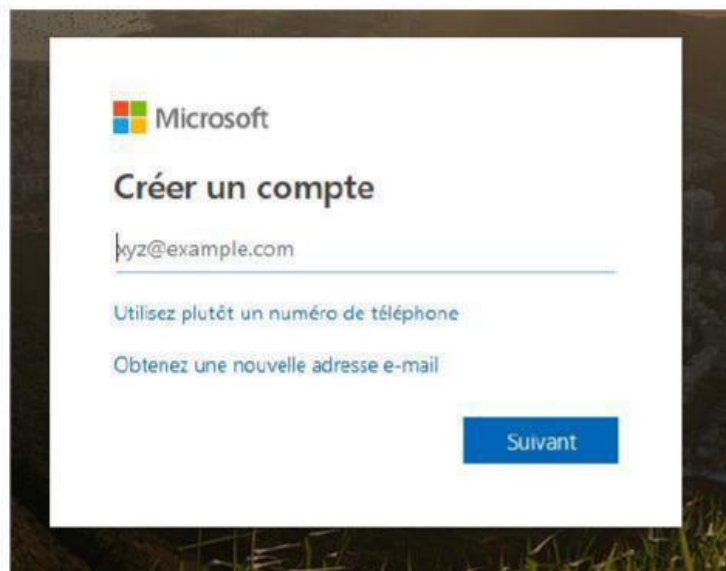 Microsoft
Créer un compte
xyz@example.com
Utilisez plutôt un numéro de téléphone
Obtenez une nouvelle adresse e-mail
Suivant